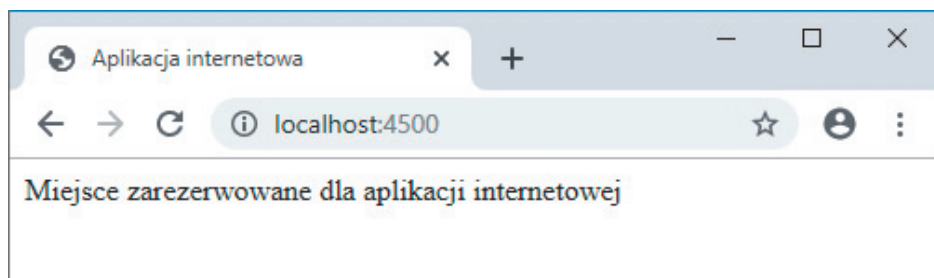 Aplikacja internetowa
localhost:4500
Miejsce zarezerwowane dla aplikacji internetowej